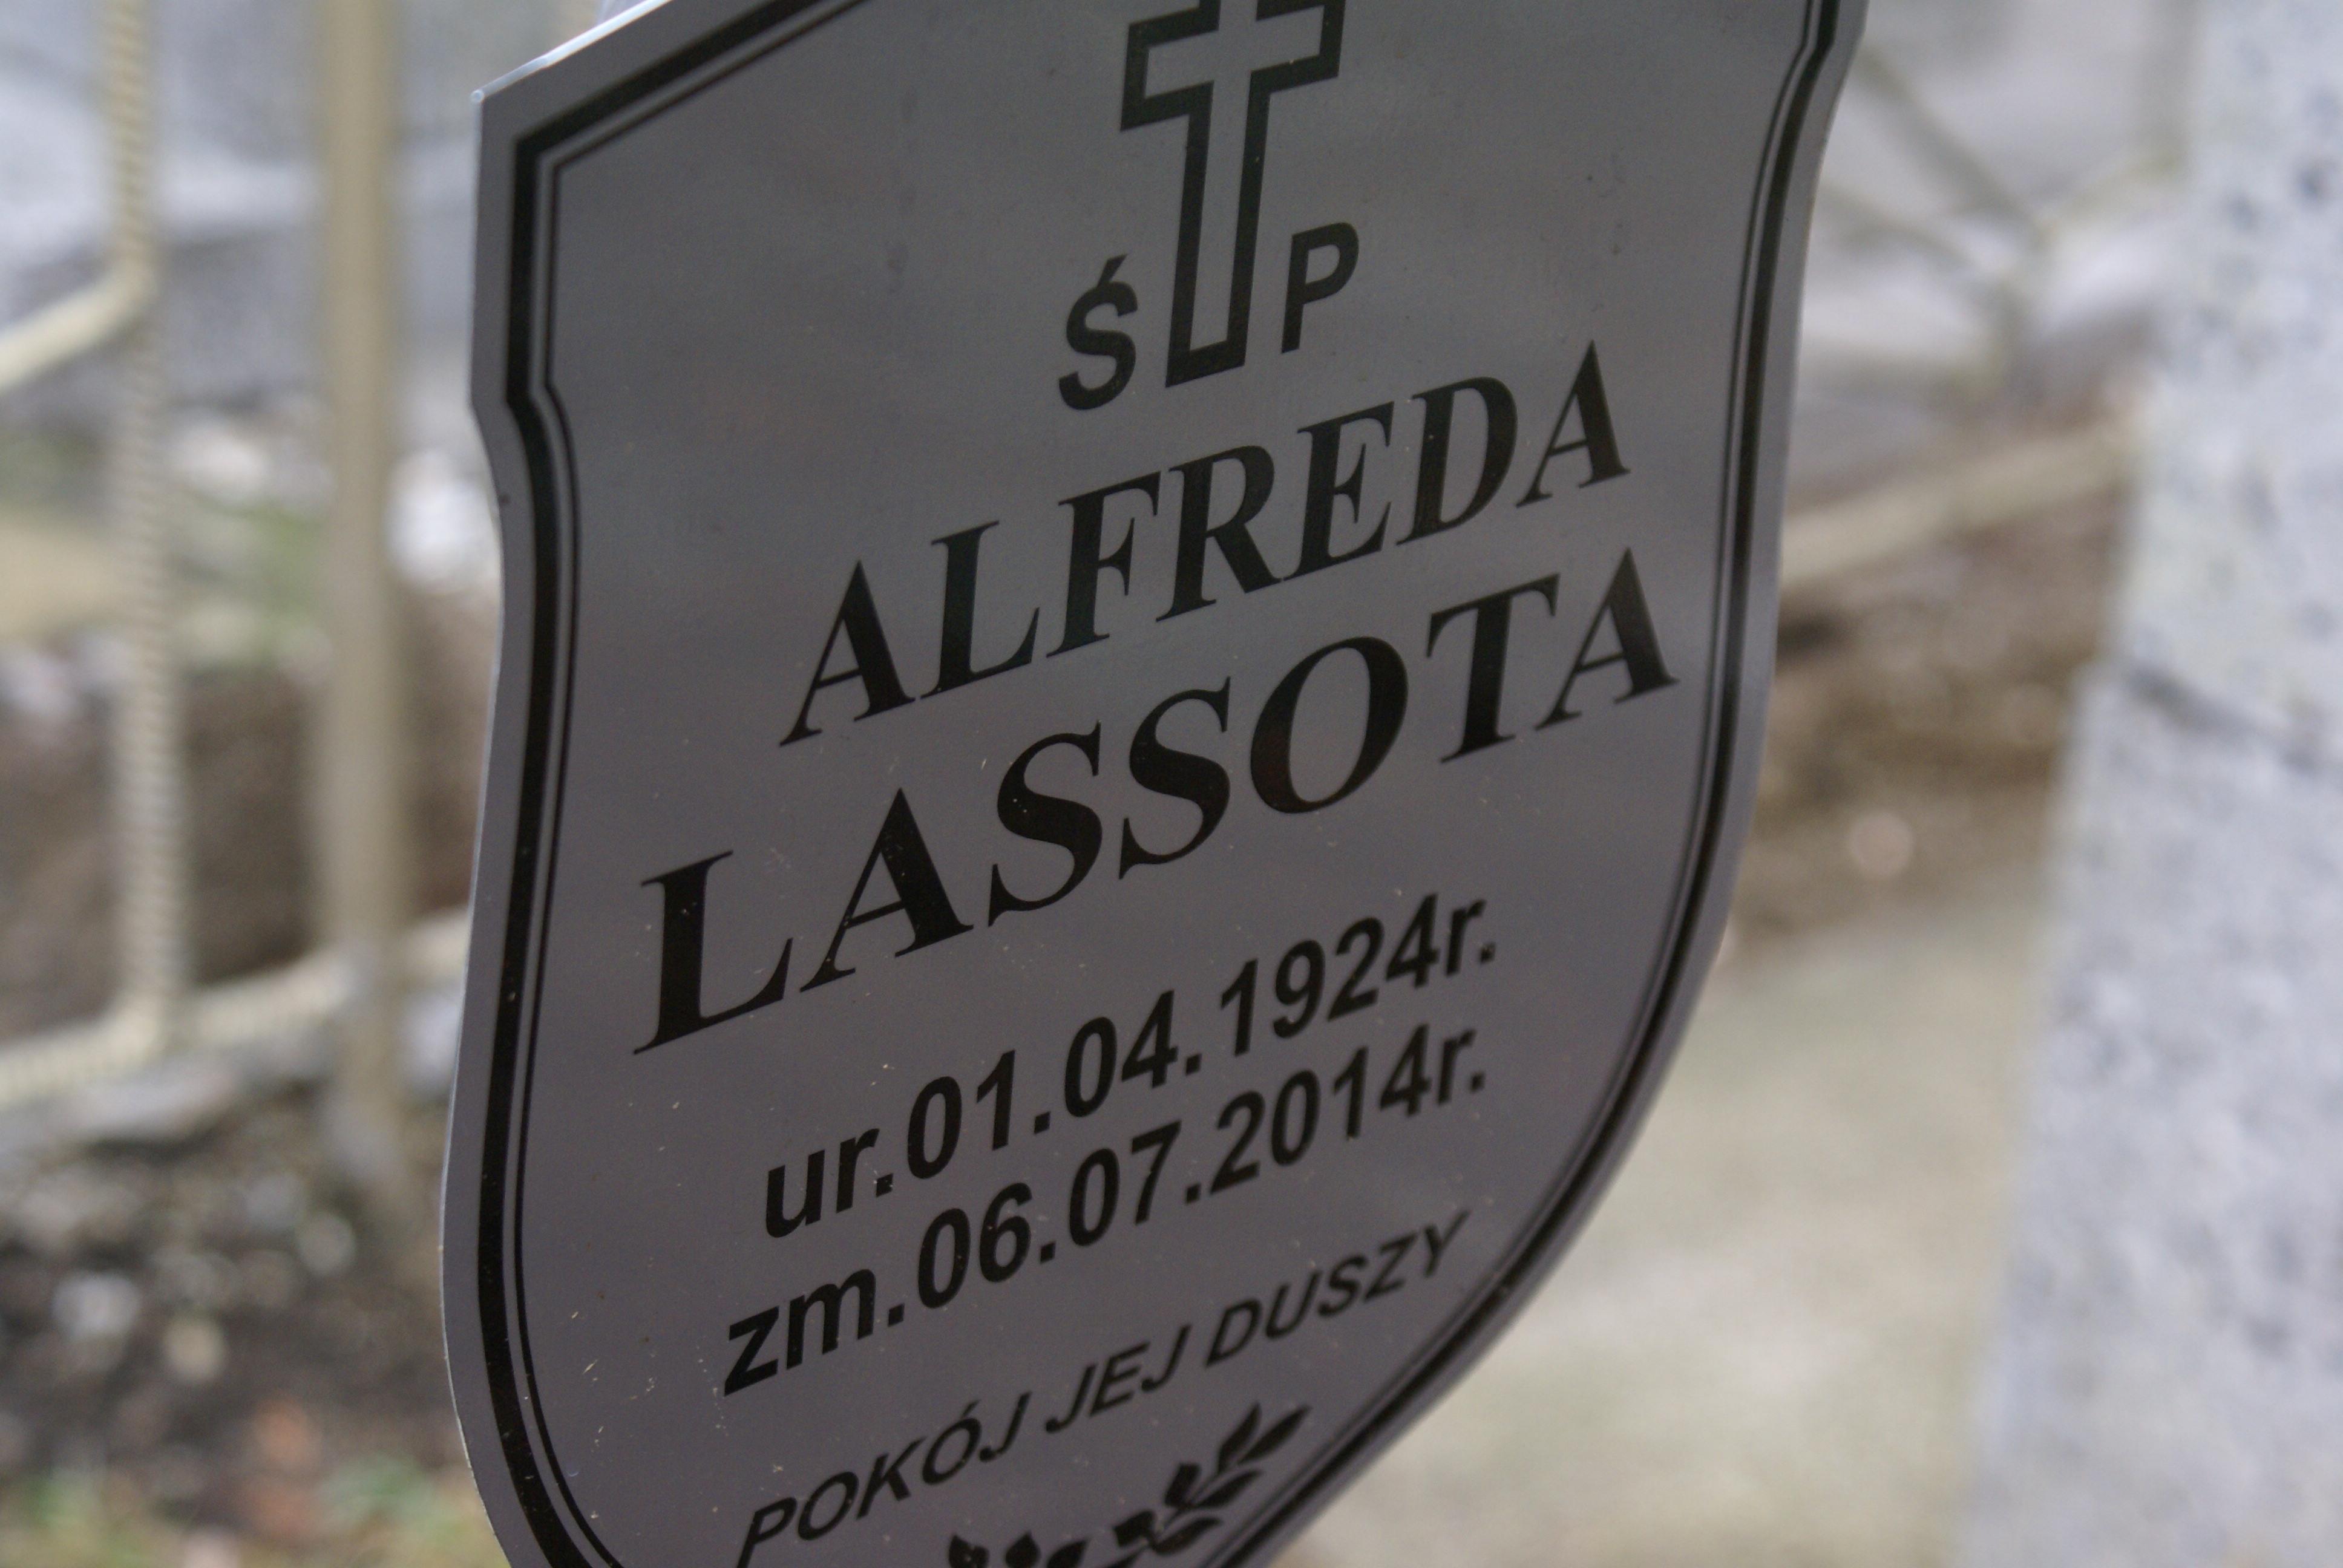 Ś P
ALFREDA
LASSOTA
ur.01.04.1924r.
zm.06.07.2014r.
POKÓJ JEJ DUSZY